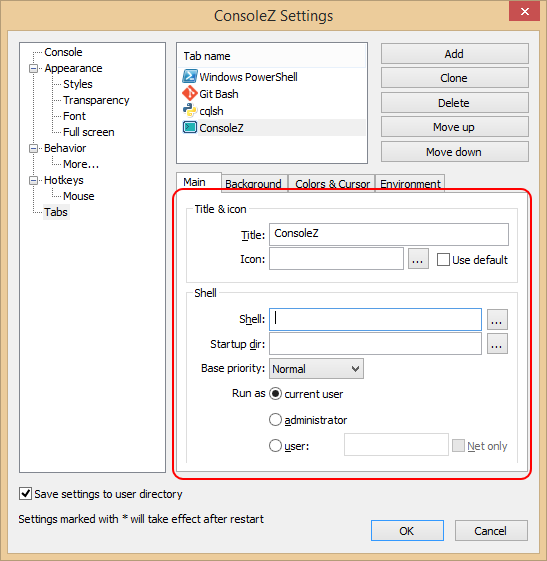 ConsoleZ Settings
Console
Appearance
Styles
Transparency
Font
Full screen
Behavior
More...
Hotkeys
Mouse
Tabs
Tab name
Windows PowerShell
Git Bash
cqlsh
ConsoleZ
Add
Clone
Delete
Move up
Move down
Main Background Colors & Cursor Environment
Title & icon
Title: ConsoleZ
Icon: ... Use default
Shell
Shell: ...
Startup dir: ...
Base priority: Normal
Run as current user
administrator
user: Net only
Save settings to user directory
Settings marked with * will take effect after restart
OK Cancel